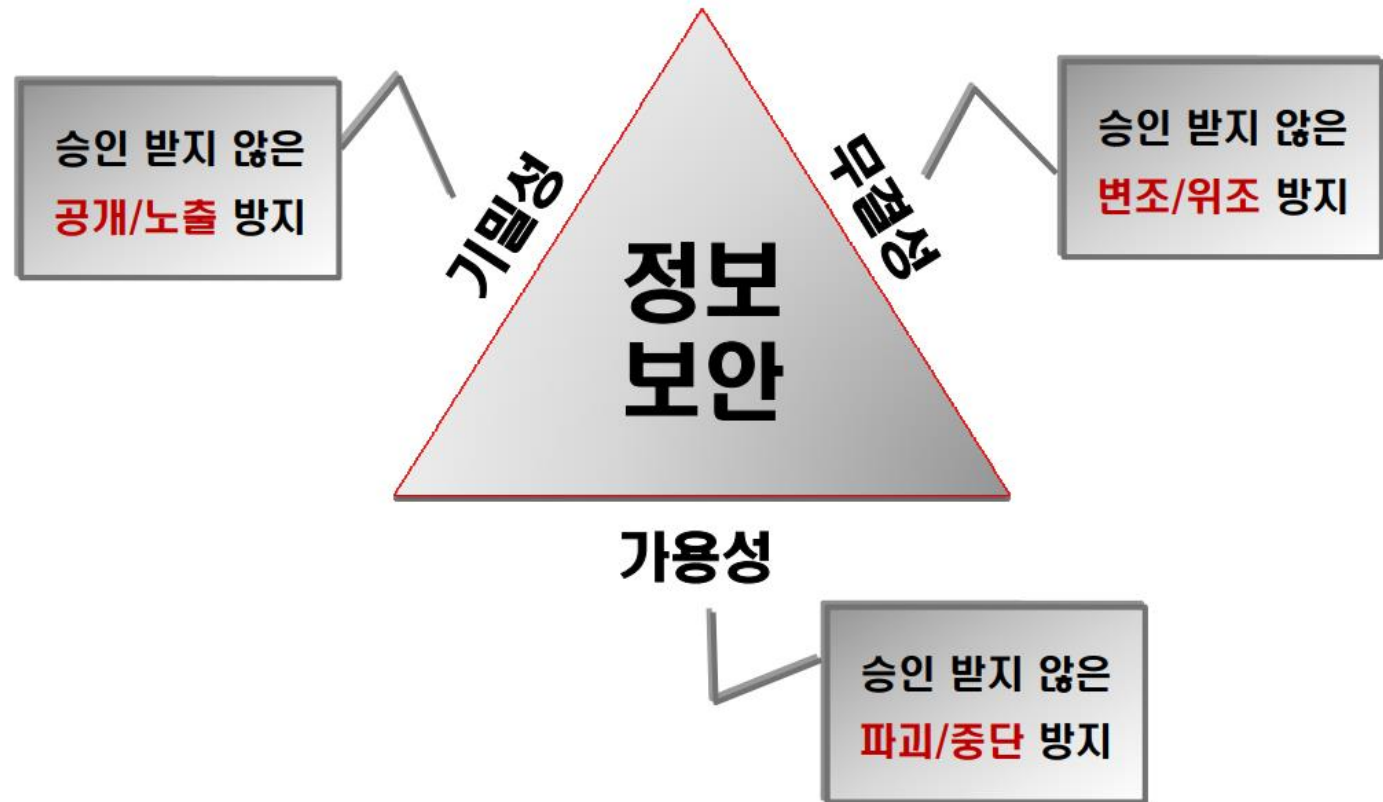 승인 받지 않은
공개/노출 방지
기밀성
무결성
승인 받지 않은
변조/위조 방지
정보
보안
가용성
승인 받지 않은
파괴/중단 방지